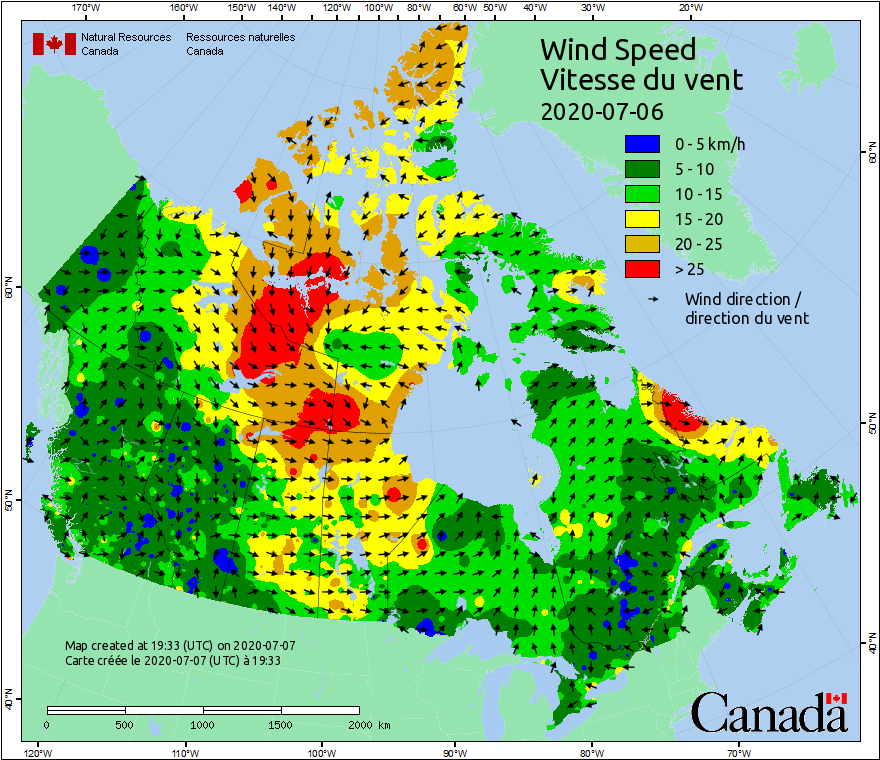 170°W 160°W 150°W 140°W 120°W 100°W 80°W 60°W 50°W 40°W 30°W 20°W
Natural Resources Canada
Ressources naturelles Canada
Wind Speed
Vitesse du vent
2020-07-06
0 - 5 km/h
5 - 10
10 - 15
15 - 20
20 - 25
> 25
Wind direction /
direction du vent
60°N
50°N
40°N
60°N
50°N
40°N
Map created at 19:33 (UTC) on 2020-07-07
Carte créée le 2020-07-07 (UTC) à 19:33
0 500 1000 1500 2000 km
Canada
120°W 110°W 100°W 90°W 80°W 70°W